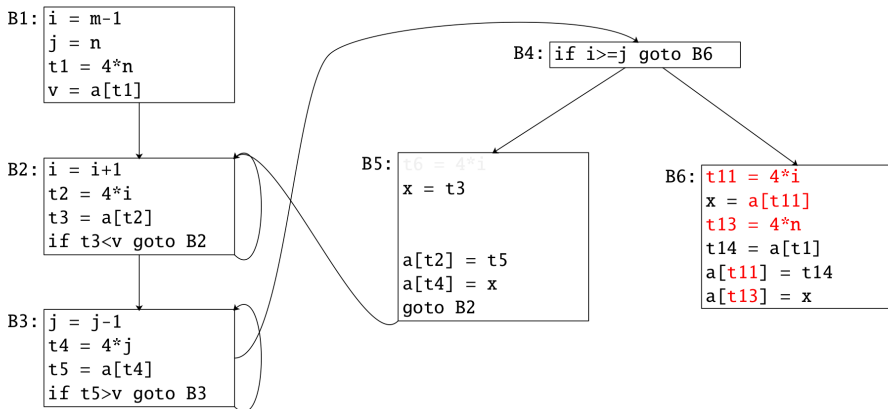 B1: i = m-1
j = n
t1 = 4*n
v = a[t1]
B2: i = i+1
t2 = 4*i
t3 = a[t2]
if t3<v goto B2
B3: j = j-1
t4 = 4*j
t5 = a[t4]
if t5>v goto B3
B4: if i>=j goto B6
B5: t6 = 4*i
x = t3
a[t2] = t5
a[t4] = x
goto B2
B6: t11 = 4*i
x = a[t11]
t13 = 4*n
t14 = a[t1]
a[t11] = t14
a[t13] = x